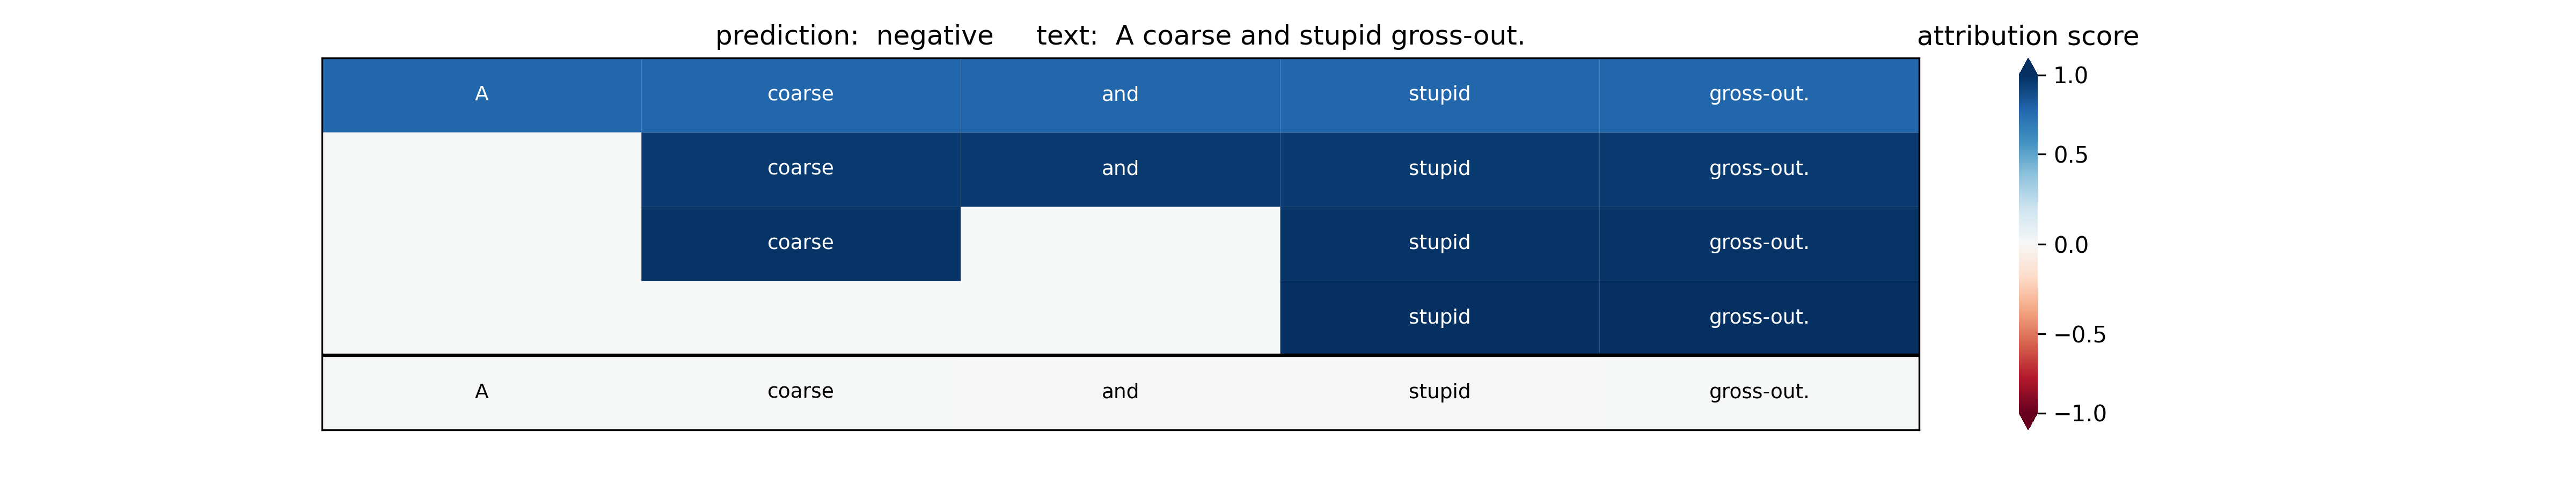 prediction:  negative     text:  A coarse and stupid gross-out.
attribution score
A coarse and stupid gross-out.
coarse and stupid gross-out.
coarse stupid gross-out.
stupid gross-out.
A coarse and stupid gross-out.
1.0
0.5
0.0
−0.5
−1.0